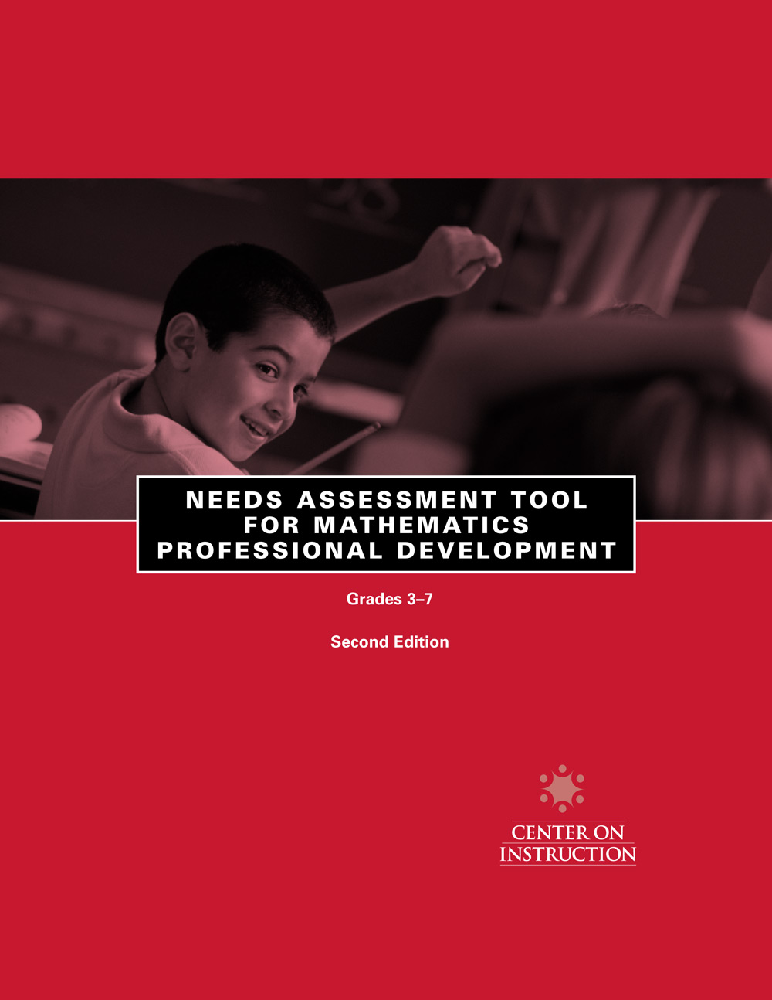 NEEDS ASSESSMENT TOOL
FOR MATHEMATICS
PROFESSIONAL DEVELOPMENT
Grades 3–7
Second Edition
CENTER ON
INSTRUCTION